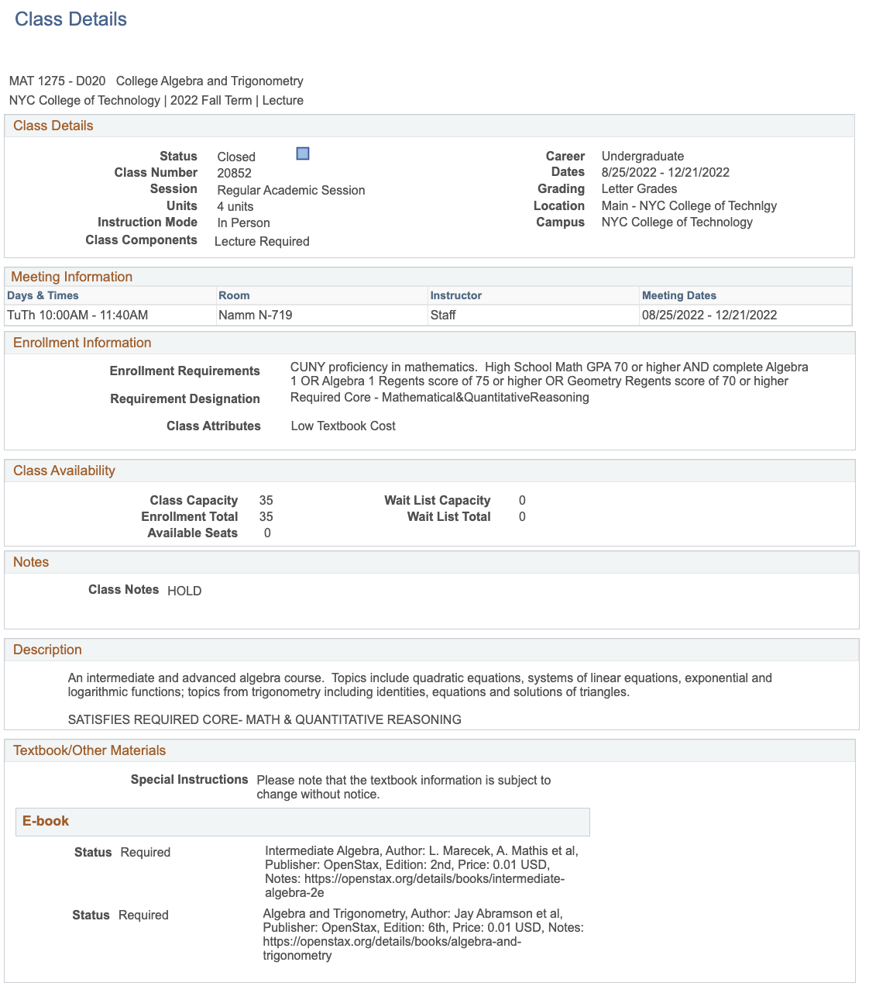 Class Details
MAT 1275 - D020   College Algebra and Trigonometry
NYC College of Technology | 2022 Fall Term | Lecture
Class Details
Status Closed
Class Number 20852
Session Regular Academic Session
Units 4 units
Instruction Mode In Person
Class Components Lecture Required
Career Undergraduate
Dates 8/25/2022 - 12/21/2022
Grading Letter Grades
Location Main - NYC College of Technlgy
Campus NYC College of Technology
Meeting Information
Days & Times Room Instructor Meeting Dates
TuTh 10:00AM - 11:40AM Namm N-719 Staff 08/25/2022 - 12/21/2022
Enrollment Information
Enrollment Requirements CUNY proficiency in mathematics.  High School Math GPA 70 or higher AND complete Algebra
1 OR Algebra 1 Regents score of 75 or higher OR Geometry Regents score of 70 or higher
Requirement Designation Required Core - Mathematical&QuantitativeReasoning
Class Attributes Low Textbook Cost
Class Availability
Class Capacity 35 Wait List Capacity 0
Enrollment Total 35 Wait List Total 0
Available Seats 0
Notes
Class Notes HOLD
Description
An intermediate and advanced algebra course.  Topics include quadratic equations, systems of linear equations, exponential and
logarithmic functions; topics from trigonometry including identities, equations and solutions of triangles.
SATISFIES REQUIRED CORE- MATH & QUANTITATIVE REASONING
Textbook/Other Materials
Special Instructions Please note that the textbook information is subject to
change without notice.
E-book
Status Required Intermediate Algebra, Author: L. Marecek, A. Mathis et al,
Publisher: OpenStax, Edition: 2nd, Price: 0.01 USD,
Notes: https://openstax.org/details/books/intermediate-
algebra-2e
Status Required Algebra and Trigonometry, Author: Jay Abramson et al,
Publisher: OpenStax, Edition: 6th, Price: 0.01 USD, Notes:
https://openstax.org/details/books/algebra-and-
trigonometry